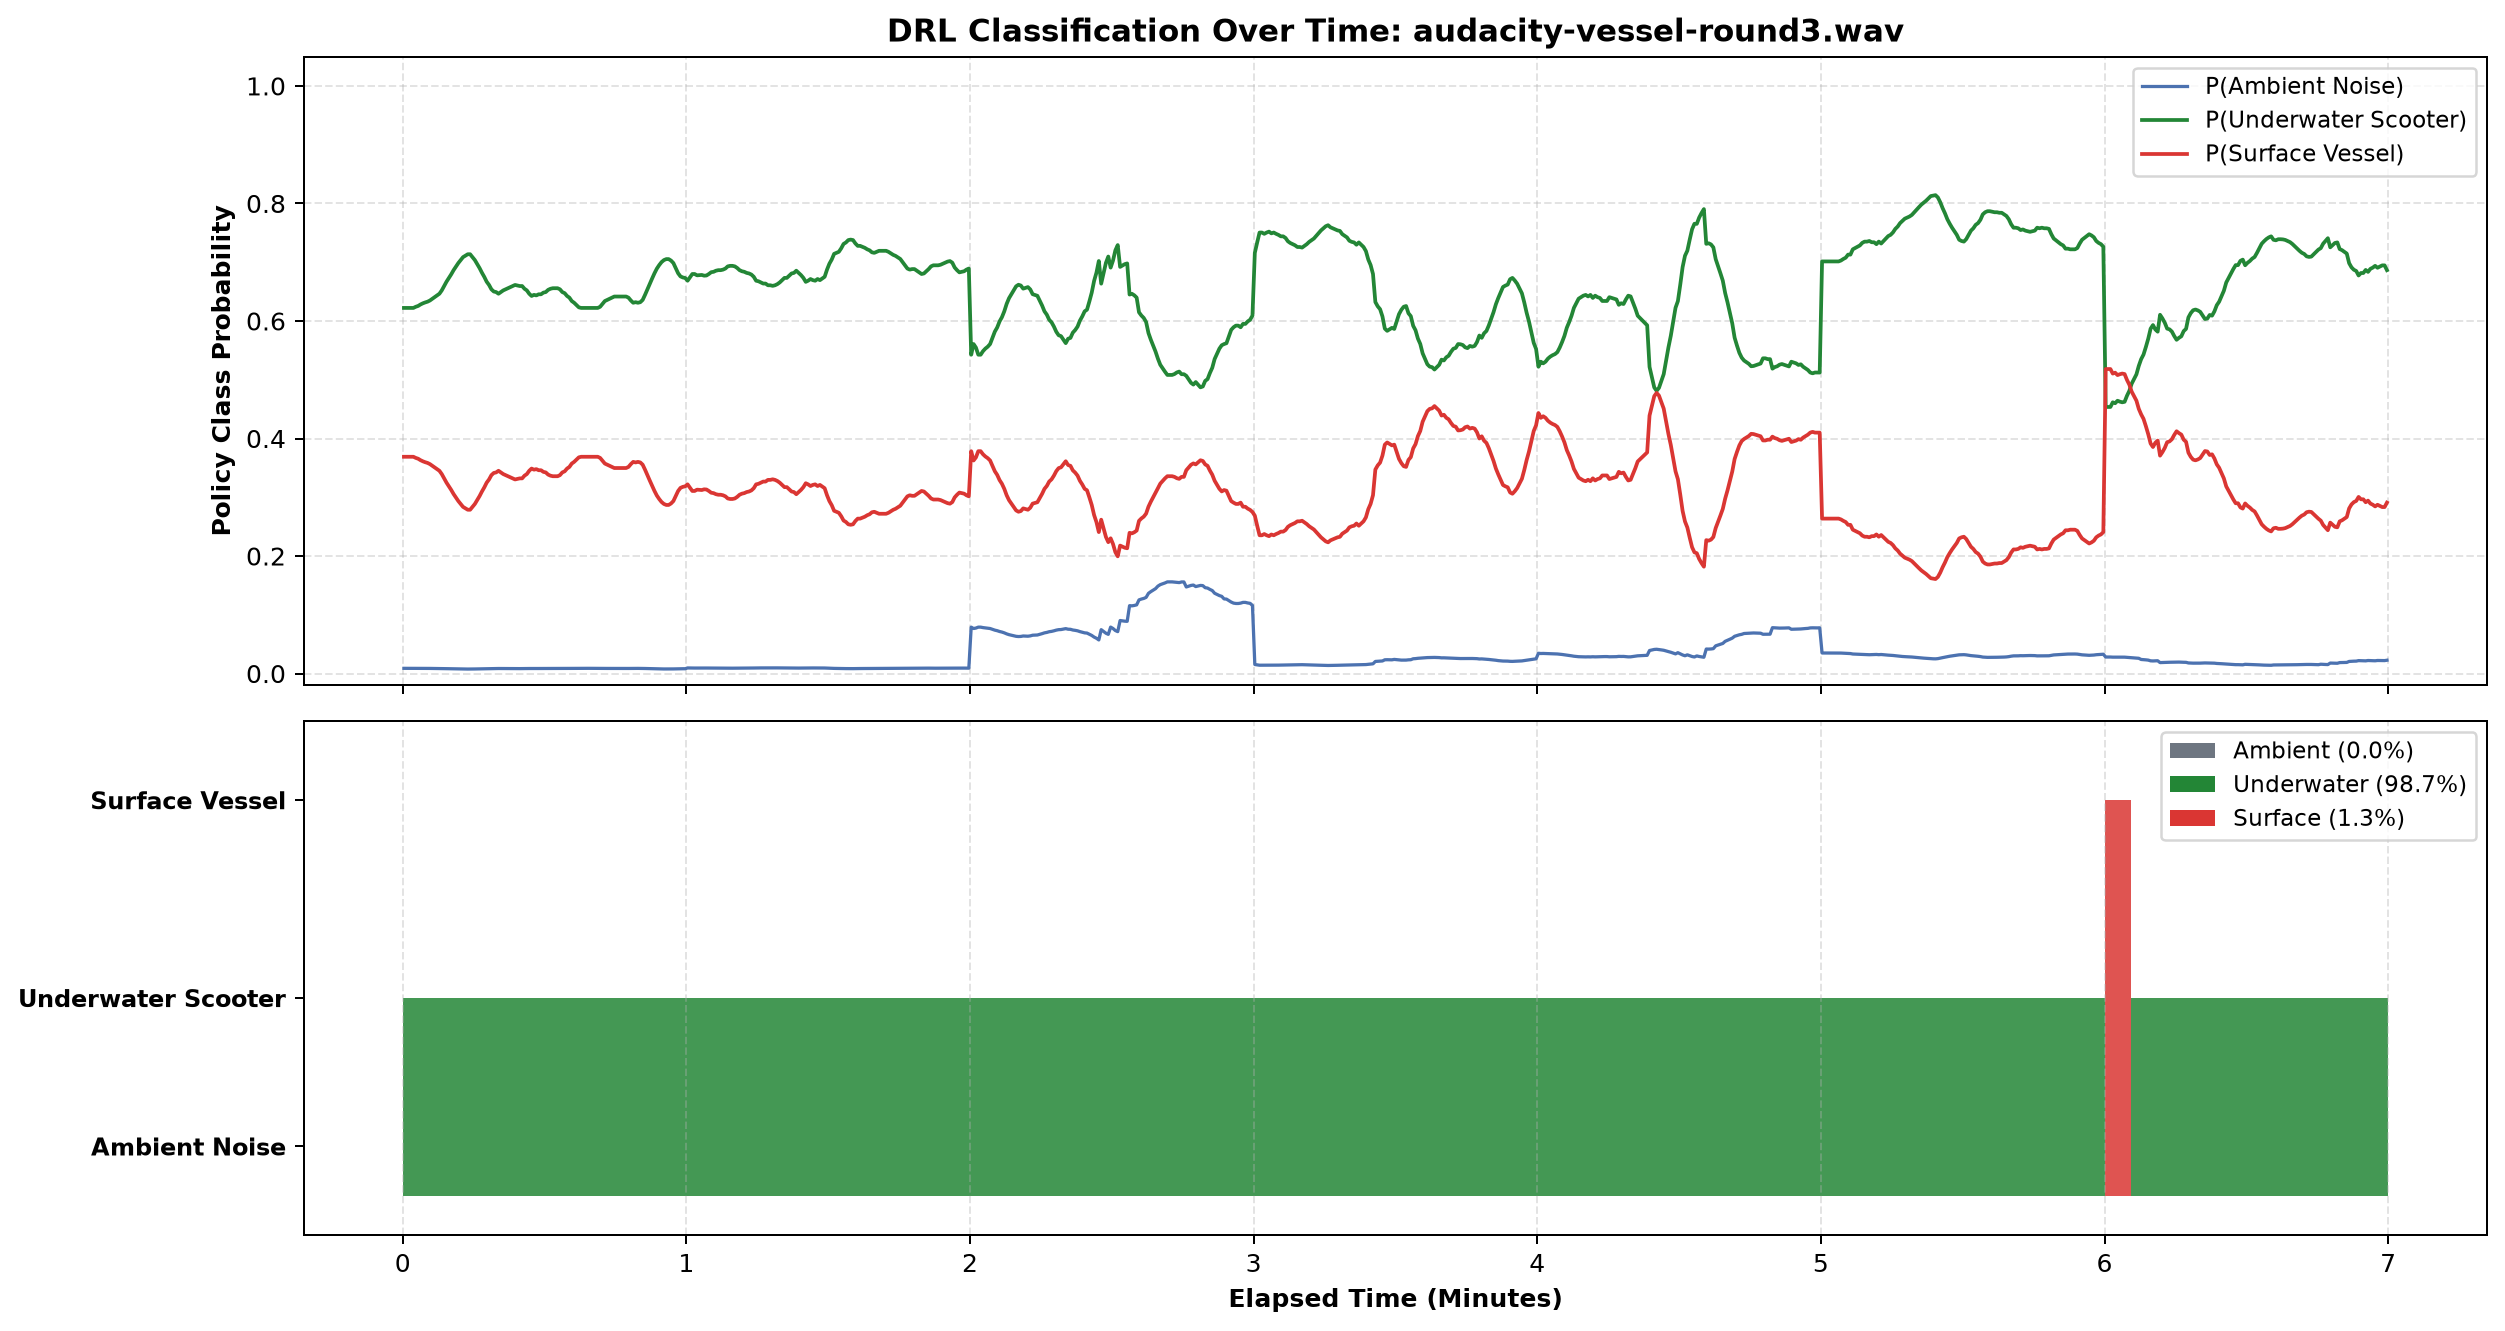 DRL Classification Over Time: audacity-vessel-round3.wav
Policy Class Probability
1.0
0.8
0.6
0.4
0.2
0.0
P(Ambient Noise)
P(Underwater Scooter)
P(Surface Vessel)
Surface Vessel
Underwater Scooter
Ambient Noise
Ambient (0.0%)
Underwater (98.7%)
Surface (1.3%)
0 1 2 3 4 5 6 7
Elapsed Time (Minutes)